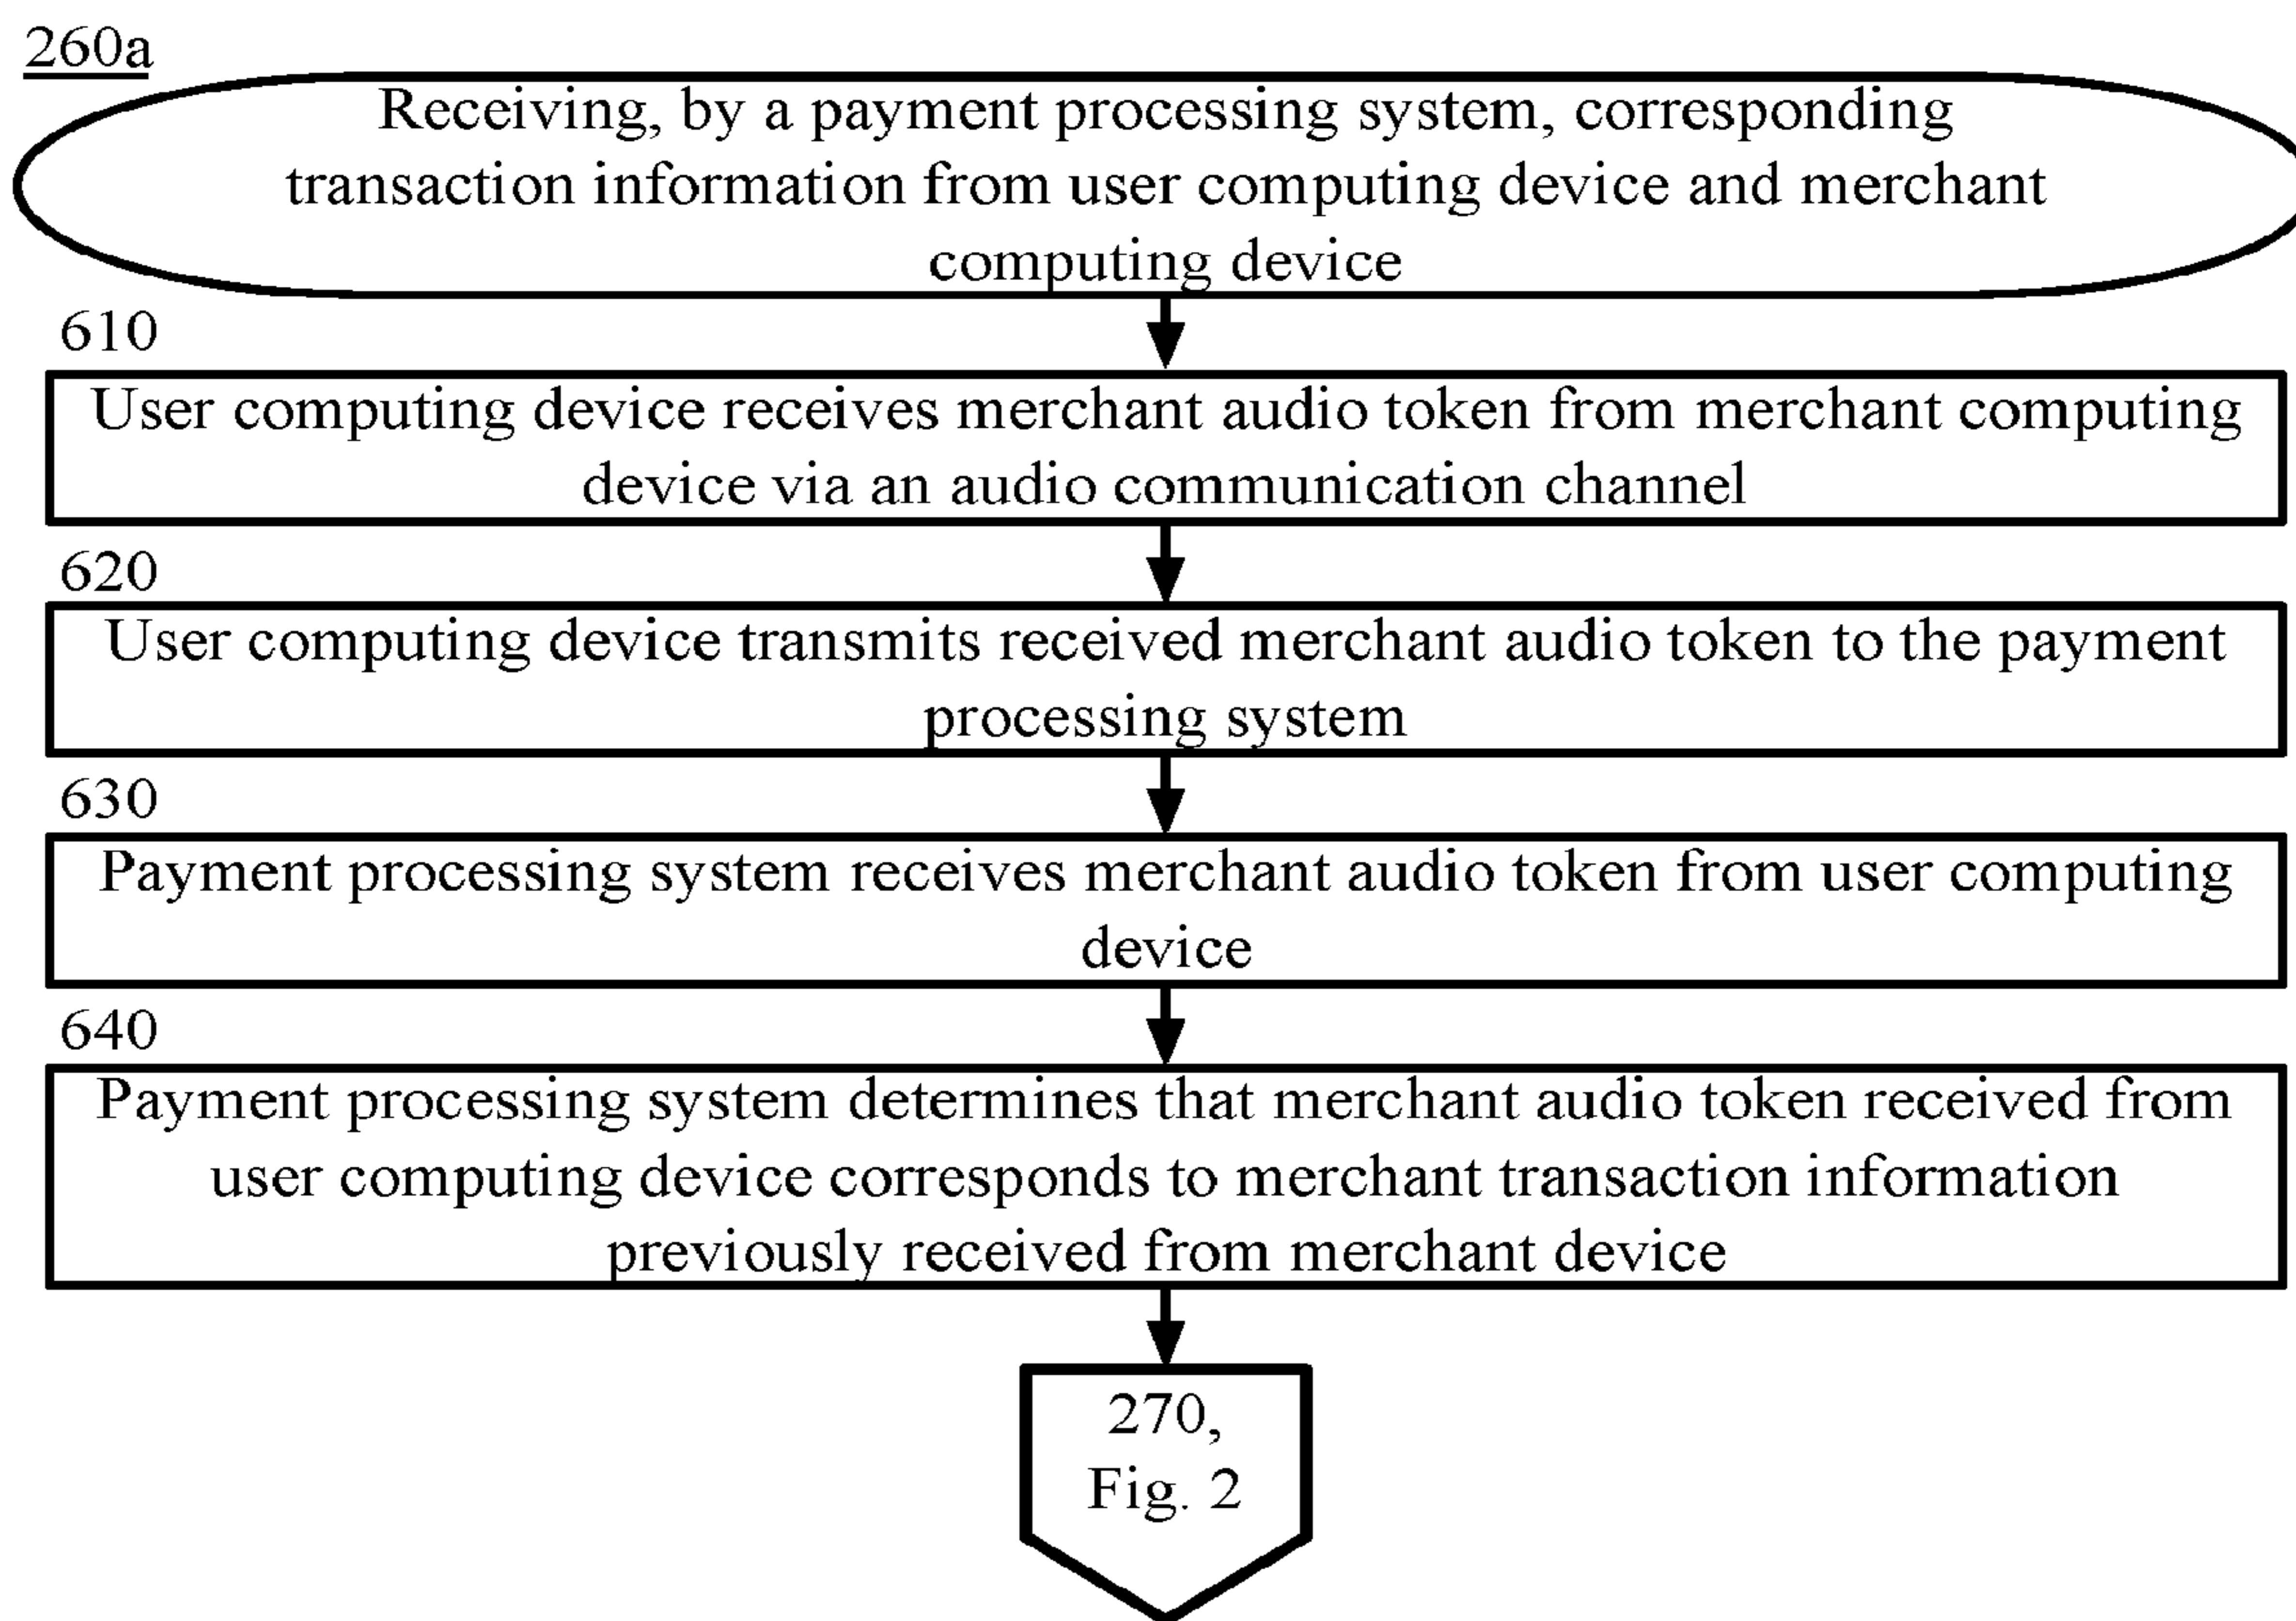 260a
Receiving, by a payment processing system, corresponding
transaction information from user computing device and merchant
computing device
610
User computing device receives merchant audio token from merchant computing
device via an audio communication channel
620
User computing device transmits received merchant audio token to the payment
processing system
630
Payment processing system receives merchant audio token from user computing
device
640
Payment processing system determines that merchant audio token received from
user computing device corresponds to merchant transaction information
previously received from merchant device
270,
Fig. 2